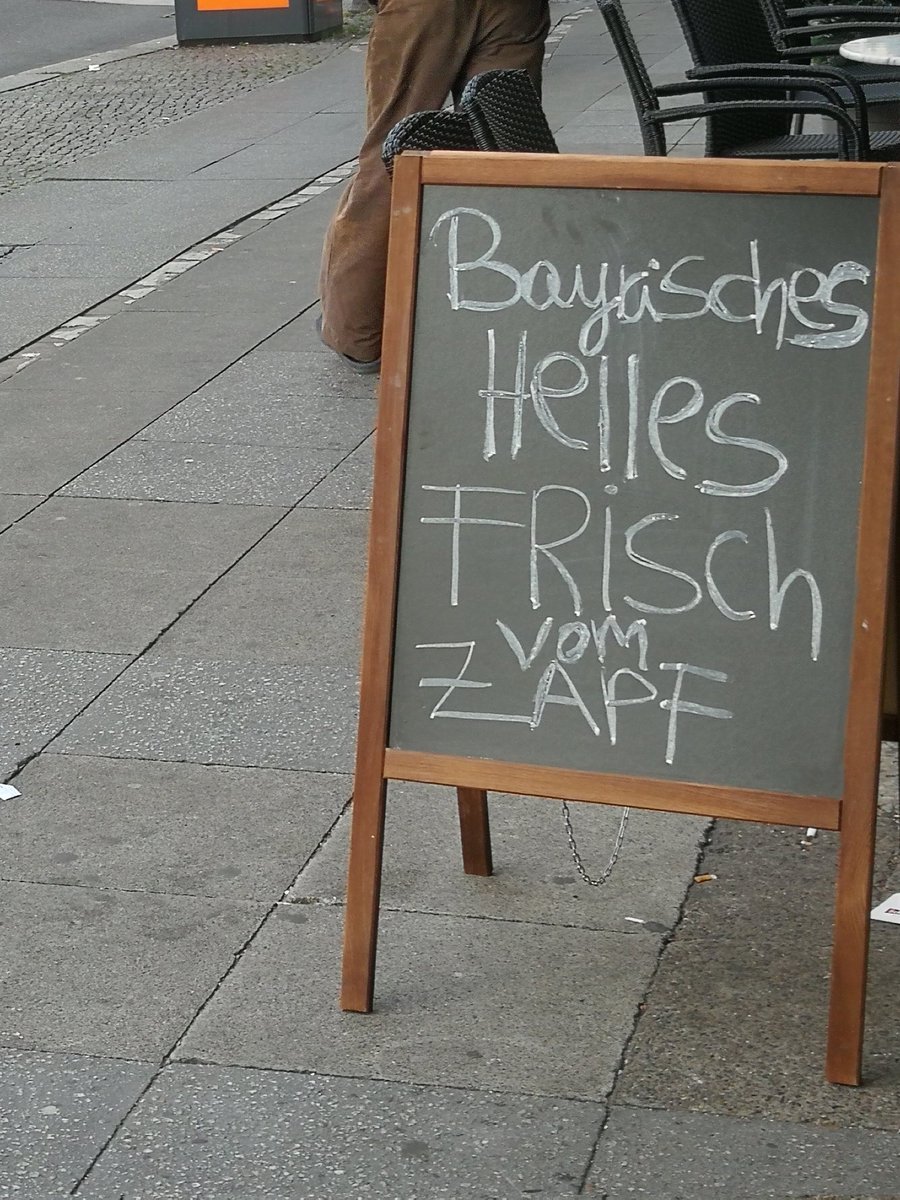 Bayrisches
Helles
FRisch
vom
ZAPF